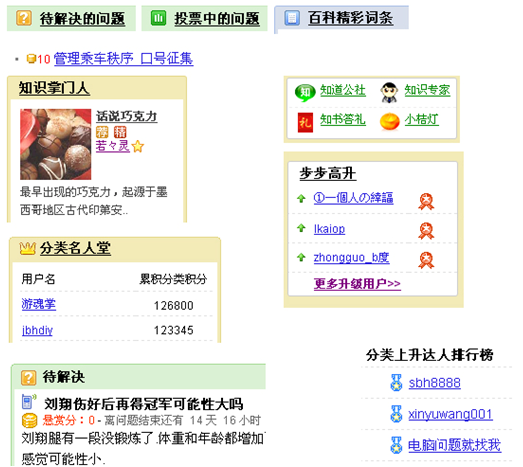 待解决的问题 投票中的问题 百科精彩词条
10 管理乘车秩序 口号征集
知识掌门人
话说巧克力
荐 精
若々灵
最早出现的巧克力，起源于墨
西哥地区古代印第安..
知 知道公社 知识专家
礼 知书答礼 小桔灯
步步高升
①一個人の緈諨
lkaiop
zhongguo_b度
更多升级用户>>
分类名人堂
用户名 累积分类积分
游魂掌 126800
jbhdiv 123345
待解决
刘翔伤好后再得冠军可能性大吗
悬赏分：0 - 离问题结束还有 14 天 16 小时
刘翔腿有一段没锻炼了.体重和年龄都增加
感觉可能性小.
分类上升达人排行榜
sbh8888
xinyuwang001
电脑问题就找我